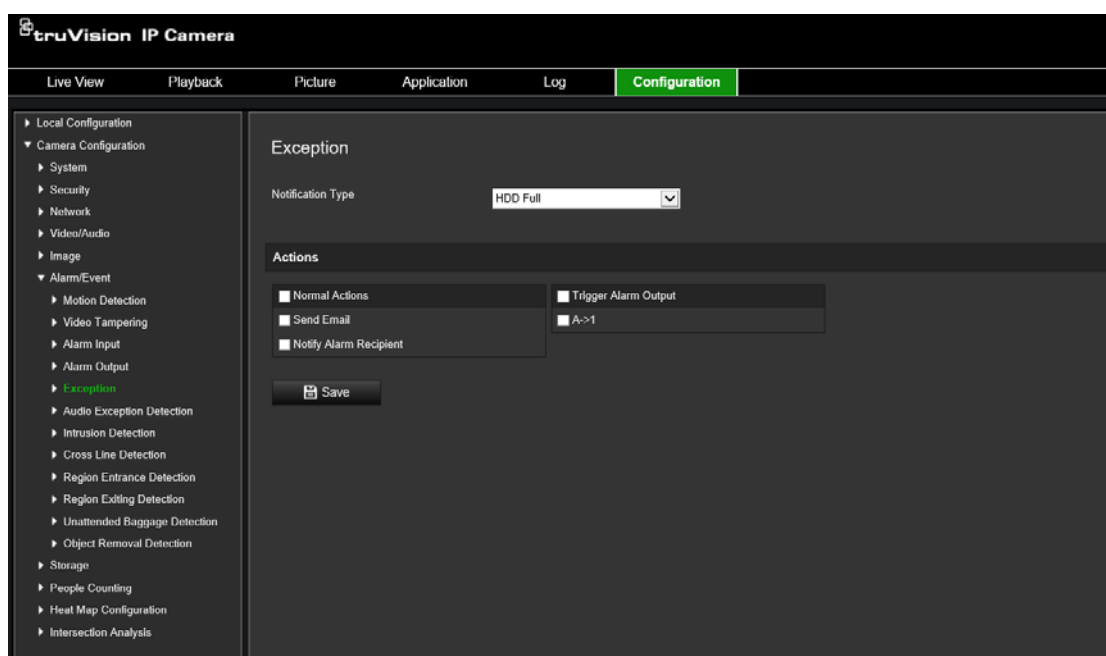 truVision IP Camera
Live View Playback Picture Application Log Configuration
Local Configuration
Camera Configuration
System
Security
Network
Video/Audio
Image
Alarm/Event
Motion Detection
Video Tampering
Alarm Input
Alarm Output
Exception
Audio Exception Detection
Intrusion Detection
Cross Line Detection
Region Entrance Detection
Region Exiting Detection
Unattended Baggage Detection
Object Removal Detection
Storage
People Counting
Heat Map Configuration
Intersection Analysis
Exception
Notification Type HDD Full
Actions
Normal Actions Trigger Alarm Output
Send Email A->1
Notify Alarm Recipient
Save